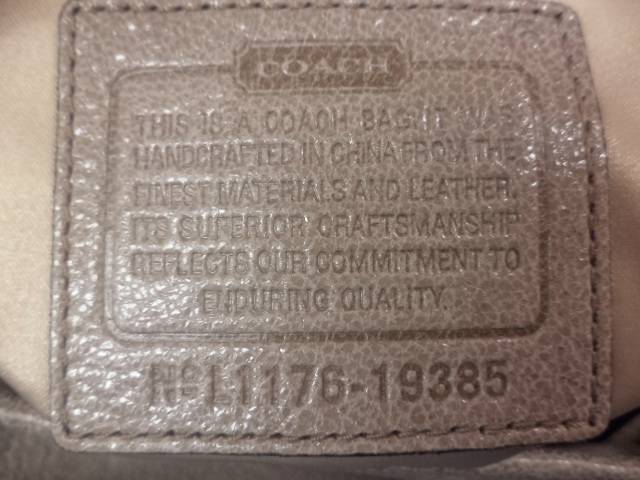 COACH
THIS IS A COACH BAG. IT WAS
HANDCRAFTED IN CHINA FROM THE
FINEST MATERIALS AND LEATHER.
ITS SUPERIOR CRAFTSMANSHIP
REFLECTS OUR COMMITMENT TO
ENDURING QUALITY.
Nº L1176-19385